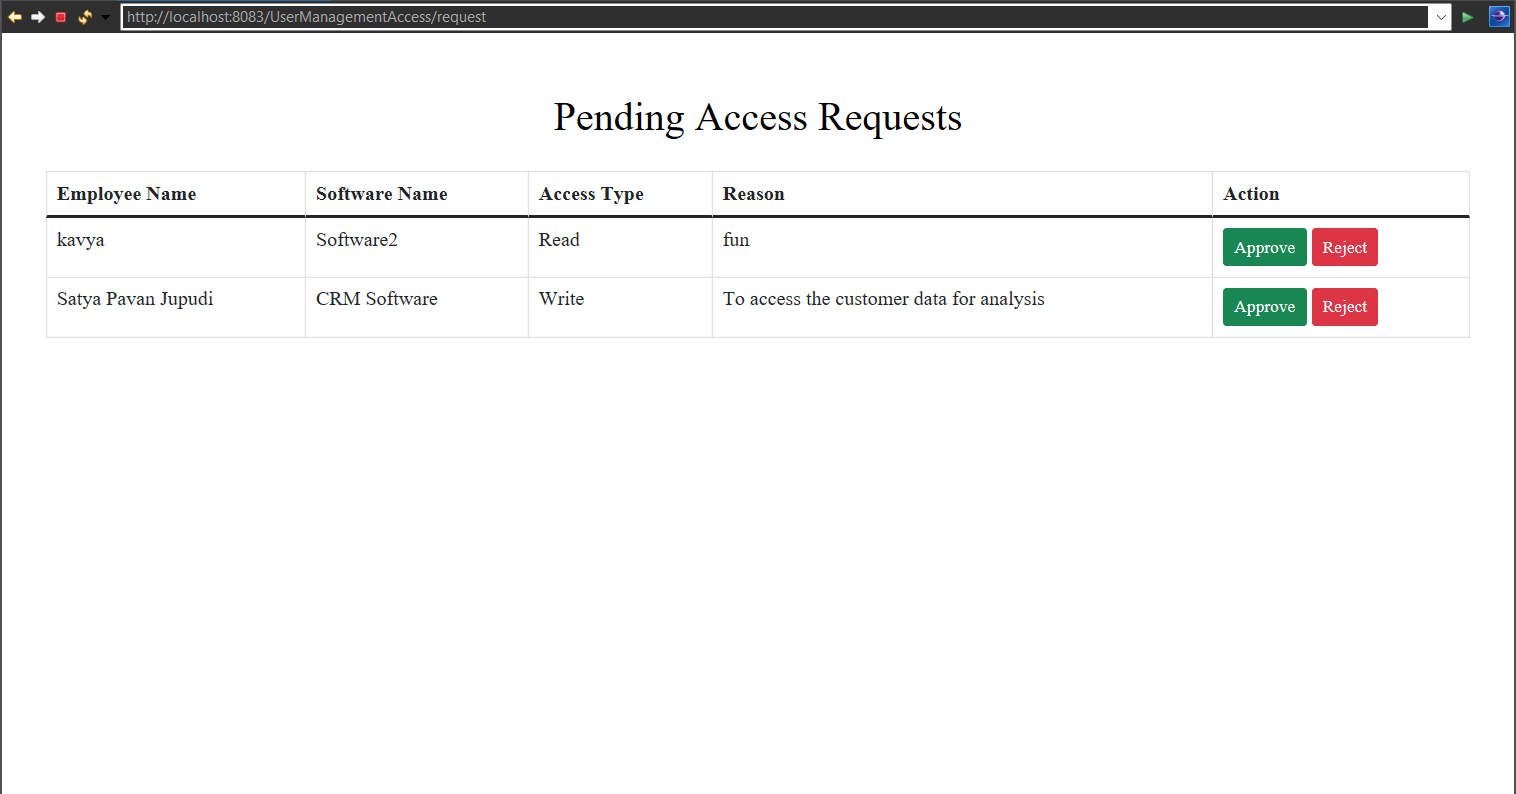 http://localhost:8083/UserManagementAccess/request
Pending Access Requests
Employee Name Software Name Access Type Reason Action
kavya Software2 Read fun Approve Reject
Satya Pavan Jupudi CRM Software Write To access the customer data for analysis Approve Reject